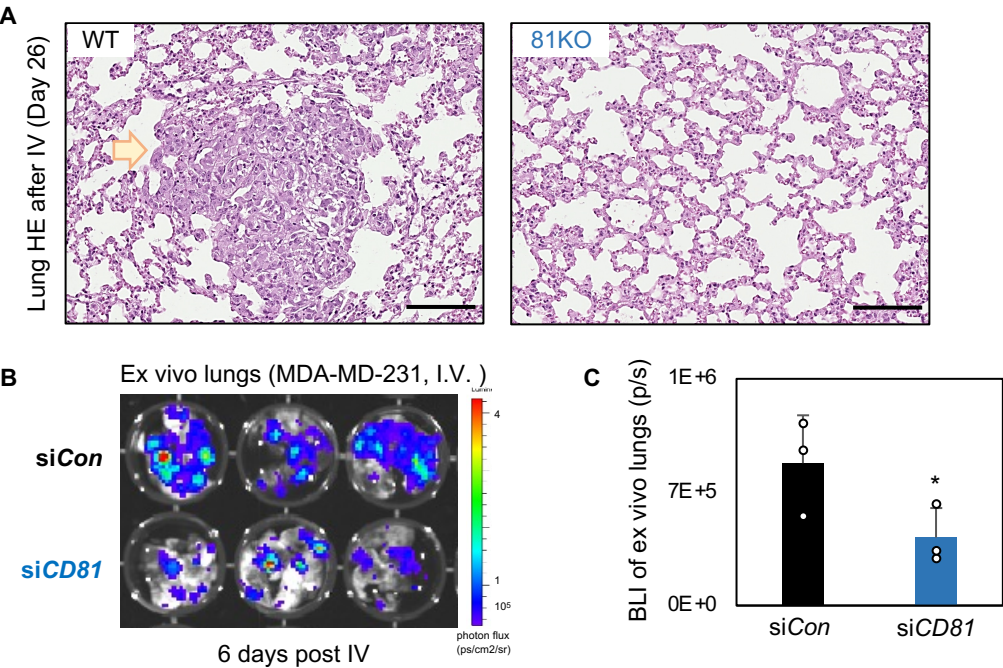 A
Lung HE after IV (Day 26)
WT
81KO
B
Ex vivo lungs (MDA-MD-231, I.V. )
siCon
siCD81
4
1
10⁵
photon flux
(ps/cm2/sr)
6 days post IV
C
BLI of ex vivo lungs (p/s)
1E+6
7E+5
0E+0
*
siCon
siCD81